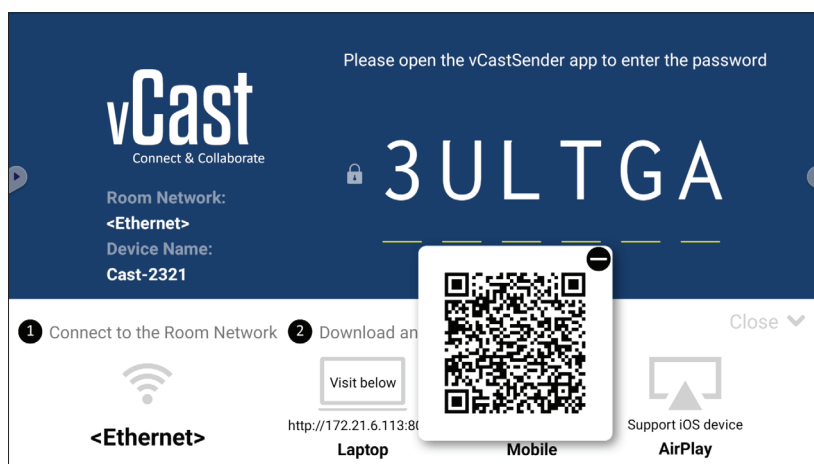 Please open the vCastSender app to enter the password
vCast
Connect & Collaborate
3ULTGA
Room Network:
<Ethernet>
Device Name:
Cast-2321
1 Connect to the Room Network
2 Download an
Close
Visit below
http://172.21.6.113:80
Support iOS device
<Ethernet>
Laptop
Mobile
AirPlay